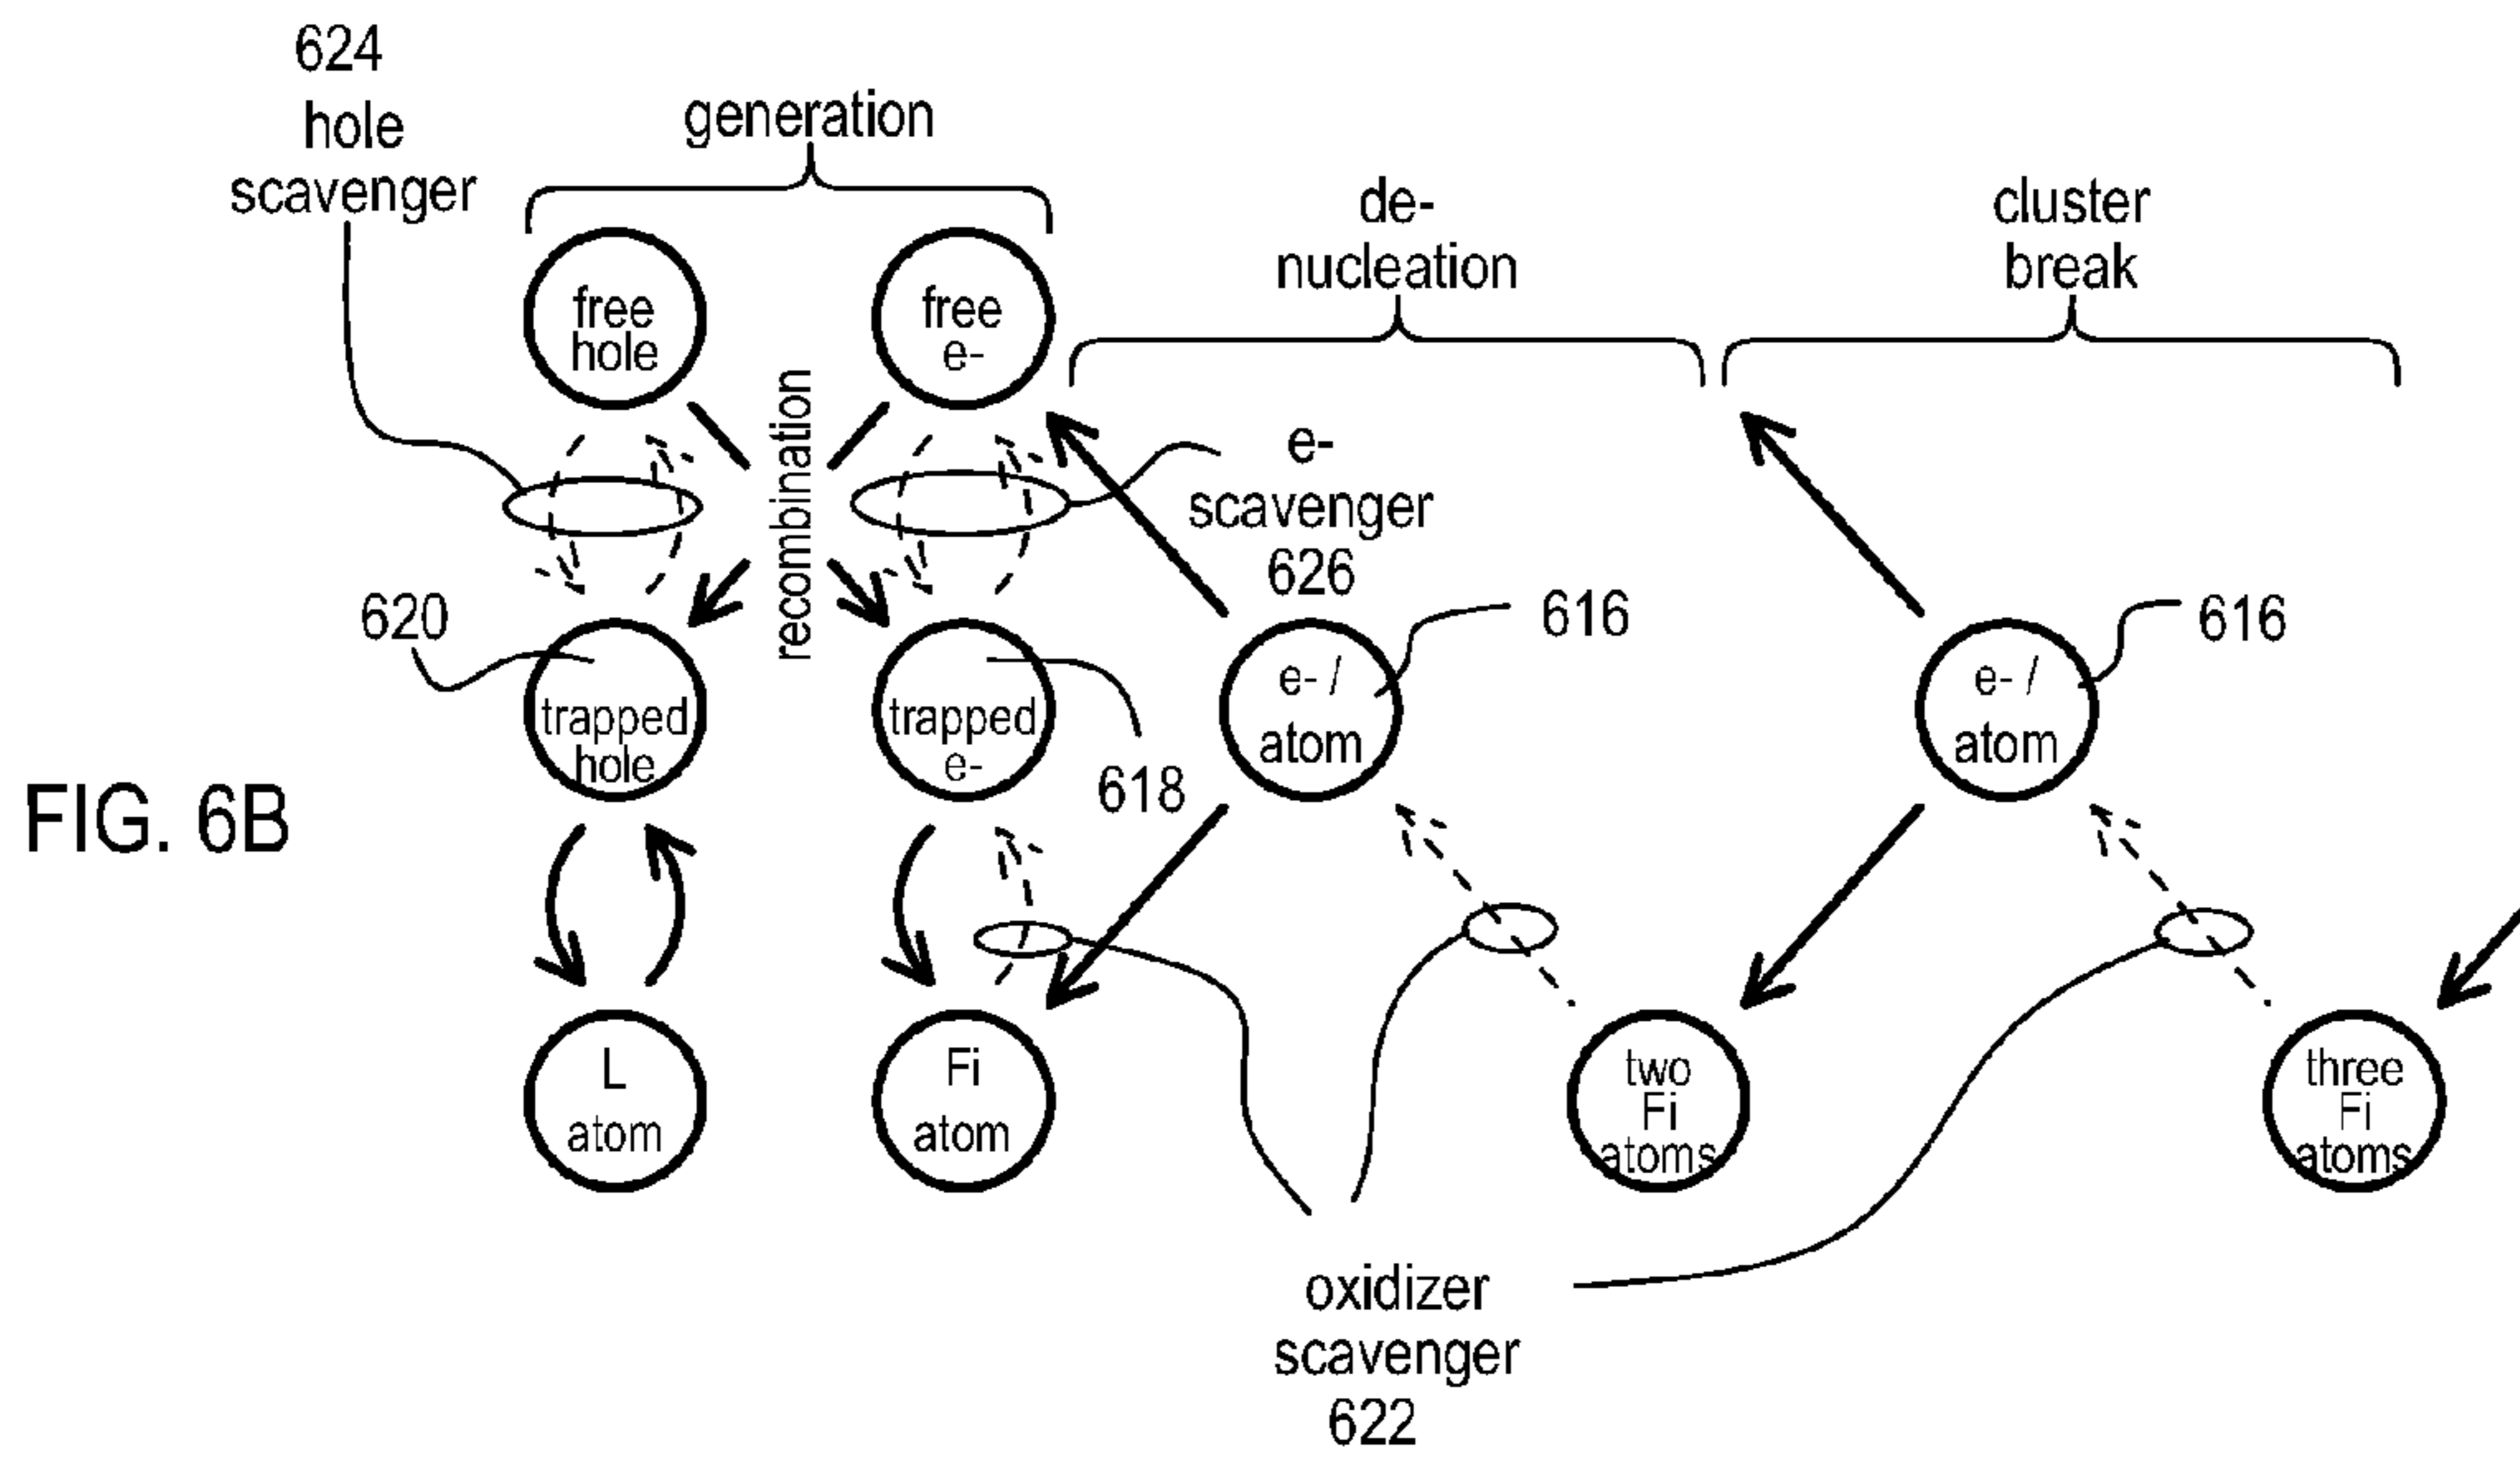 624
hole
scavenger
generation
de-
nucleation
cluster
break
free
hole
free
e-
recombination
e-
scavenger
626
620
616
616
trapped
hole
trapped
e-
e- /
atom
e- /
atom
618
FIG. 6B
L
atom
Fi
atom
two
Fi
atoms
three
Fi
atoms
oxidizer
scavenger
622